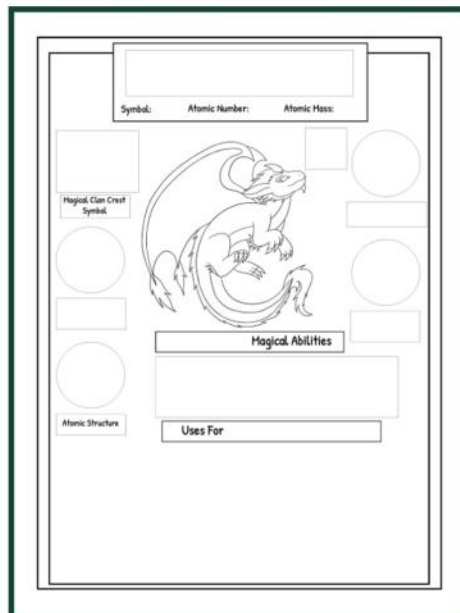 Symbol: Atomic Number: Atomic Mass:
Magical Clan Crest
Symbol
Magical Abilities
Atomic Structure
Uses For